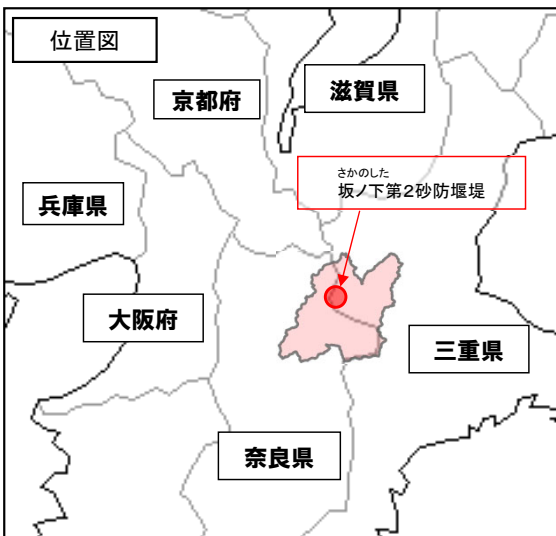 位置図
京都府
滋賀県
さかのした
坂ノ下第2砂防堰堤
兵庫県
大阪府
三重県
奈良県